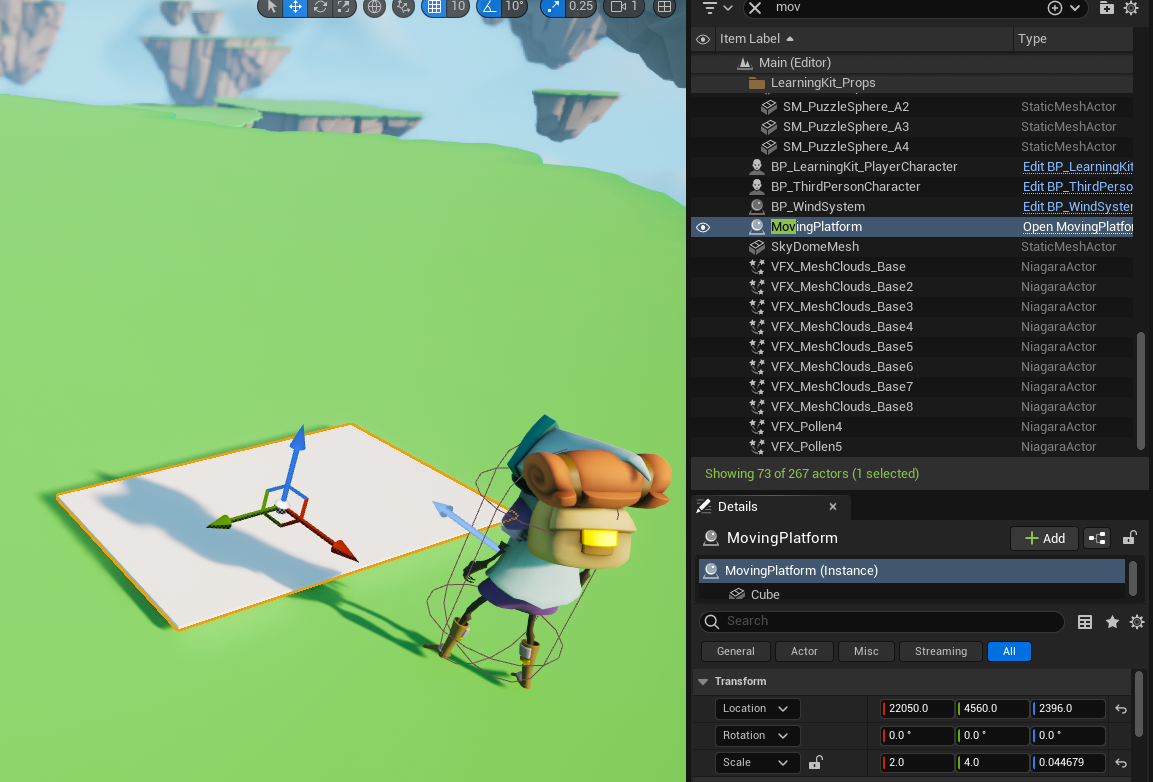 10 10° 0.25 1
mov
Item Label Type
Main (Editor)
LearningKit_Props
SM_PuzzleSphere_A2 StaticMeshActor
SM_PuzzleSphere_A3 StaticMeshActor
SM_PuzzleSphere_A4 StaticMeshActor
BP_LearningKit_PlayerCharacter Edit BP_LearningKit
BP_ThirdPersonCharacter Edit BP_ThirdPerso
BP_WindSystem Edit BP_WindSyster
MovingPlatform Open MovingPlatfor
SkyDomeMesh StaticMeshActor
VFX_MeshClouds_Base NiagaraActor
VFX_MeshClouds_Base2 NiagaraActor
VFX_MeshClouds_Base3 NiagaraActor
VFX_MeshClouds_Base4 NiagaraActor
VFX_MeshClouds_Base5 NiagaraActor
VFX_MeshClouds_Base6 NiagaraActor
VFX_MeshClouds_Base7 NiagaraActor
VFX_MeshClouds_Base8 NiagaraActor
VFX_Pollen4 NiagaraActor
VFX_Pollen5 NiagaraActor
Showing 73 of 267 actors (1 selected)
Details
MovingPlatform + Add
MovingPlatform (Instance)
Cube
Search
General Actor Misc Streaming All
Transform
Location 22050.0 4560.0 2396.0
Rotation 0.0 ° 0.0 ° 0.0 °
Scale 2.0 4.0 0.044679